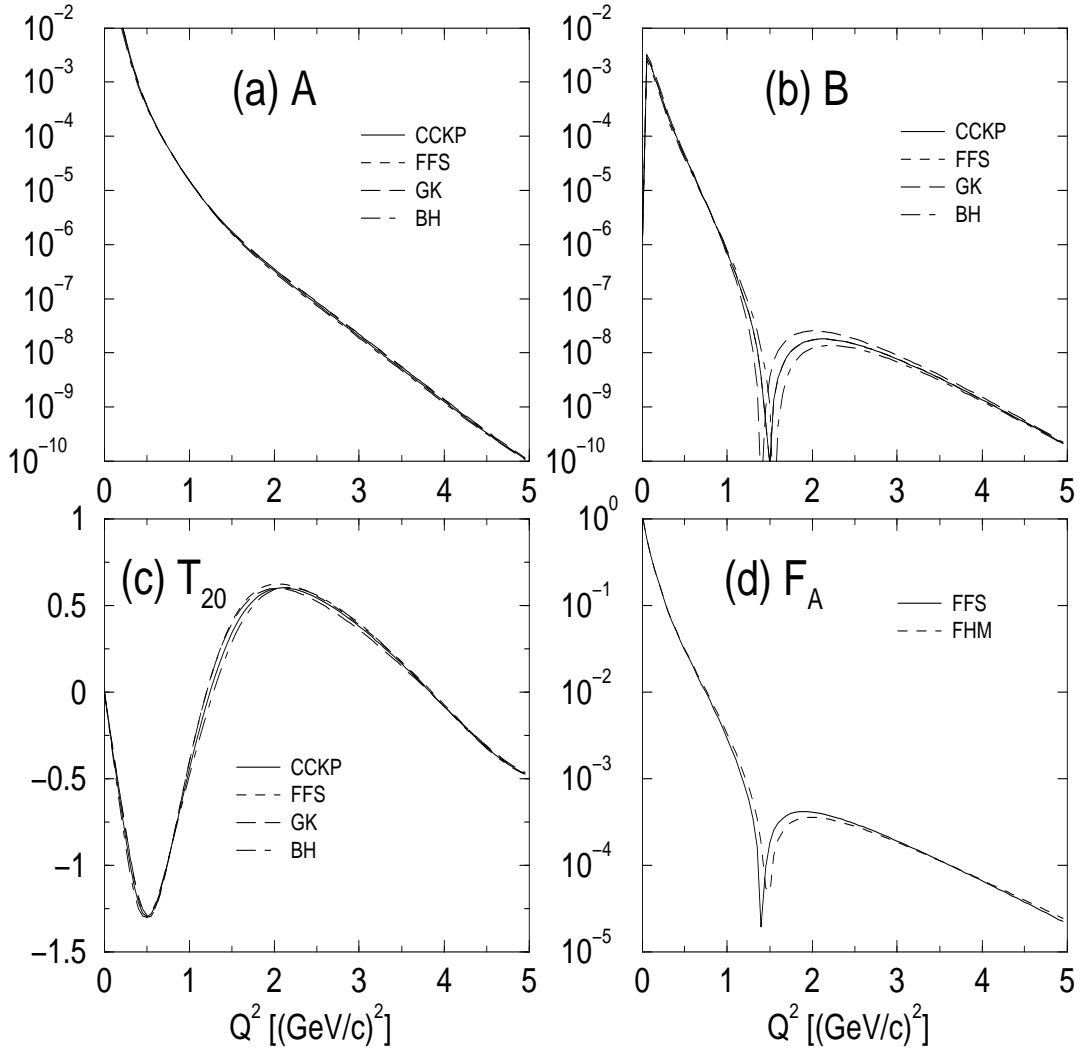 10^−2
10^−3
10^−4
10^−5
10^−6
10^−7
10^−8
10^−9
10^−10
0 1 2 3 4 5
(a) A
CCKP
FFS
GK
BH
10^−2
10^−3
10^−4
10^−5
10^−6
10^−7
10^−8
10^−9
10^−10
0 1 2 3 4 5
(b) B
CCKP
FFS
GK
BH
1
0.5
0
−0.5
−1
−1.5
0 1 2 3 4 5
(c) T_20
CCKP
FFS
GK
BH
Q^2 [(GeV/c)^2]
10^0
10^−1
10^−2
10^−3
10^−4
10^−5
0 1 2 3 4 5
(d) F_A
FFS
FHM
Q^2 [(GeV/c)^2]